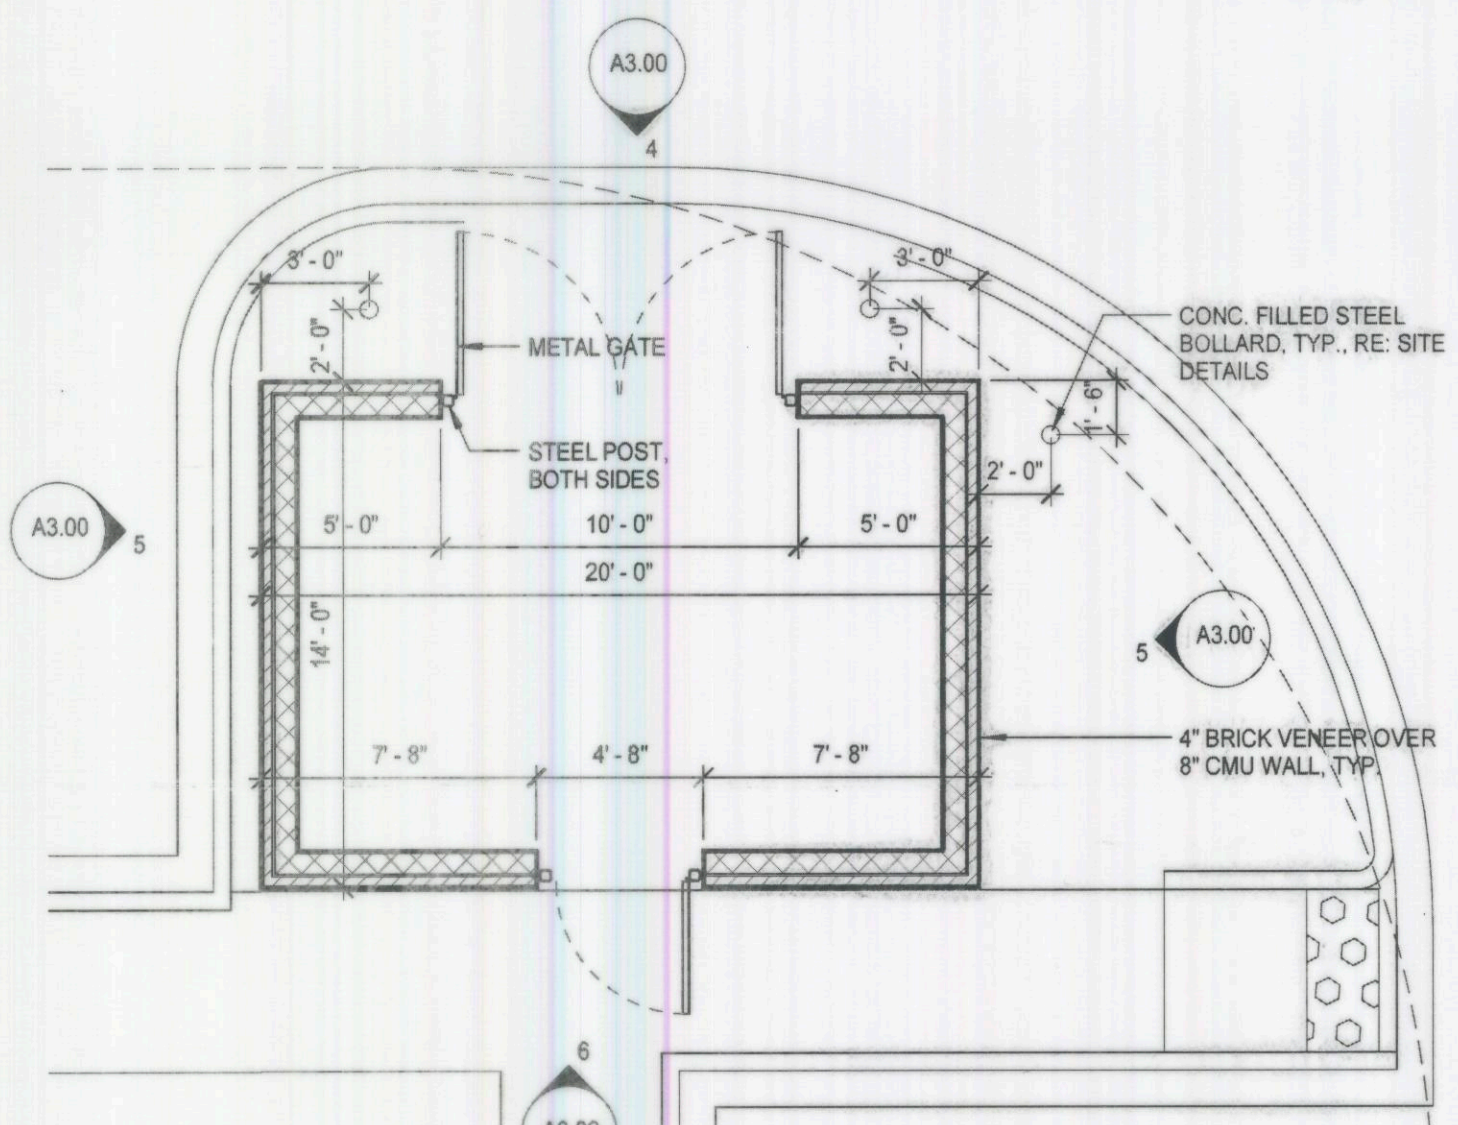 A3.00
4
3' - 0"
3' - 0"
2' - 0"
2' - 0"
METAL GATE
CONC. FILLED STEEL
BOLLARD, TYP., RE: SITE
DETAILS
1' - 6"
STEEL POST,
BOTH SIDES
2' - 0"
A3.00
5
5' - 0"
10' - 0"
5' - 0"
20' - 0"
14' - 0"
5
A3.00
7' - 8"
4' - 8"
7' - 8"
4" BRICK VENEER OVER
8" CMU WALL, TYP.
6